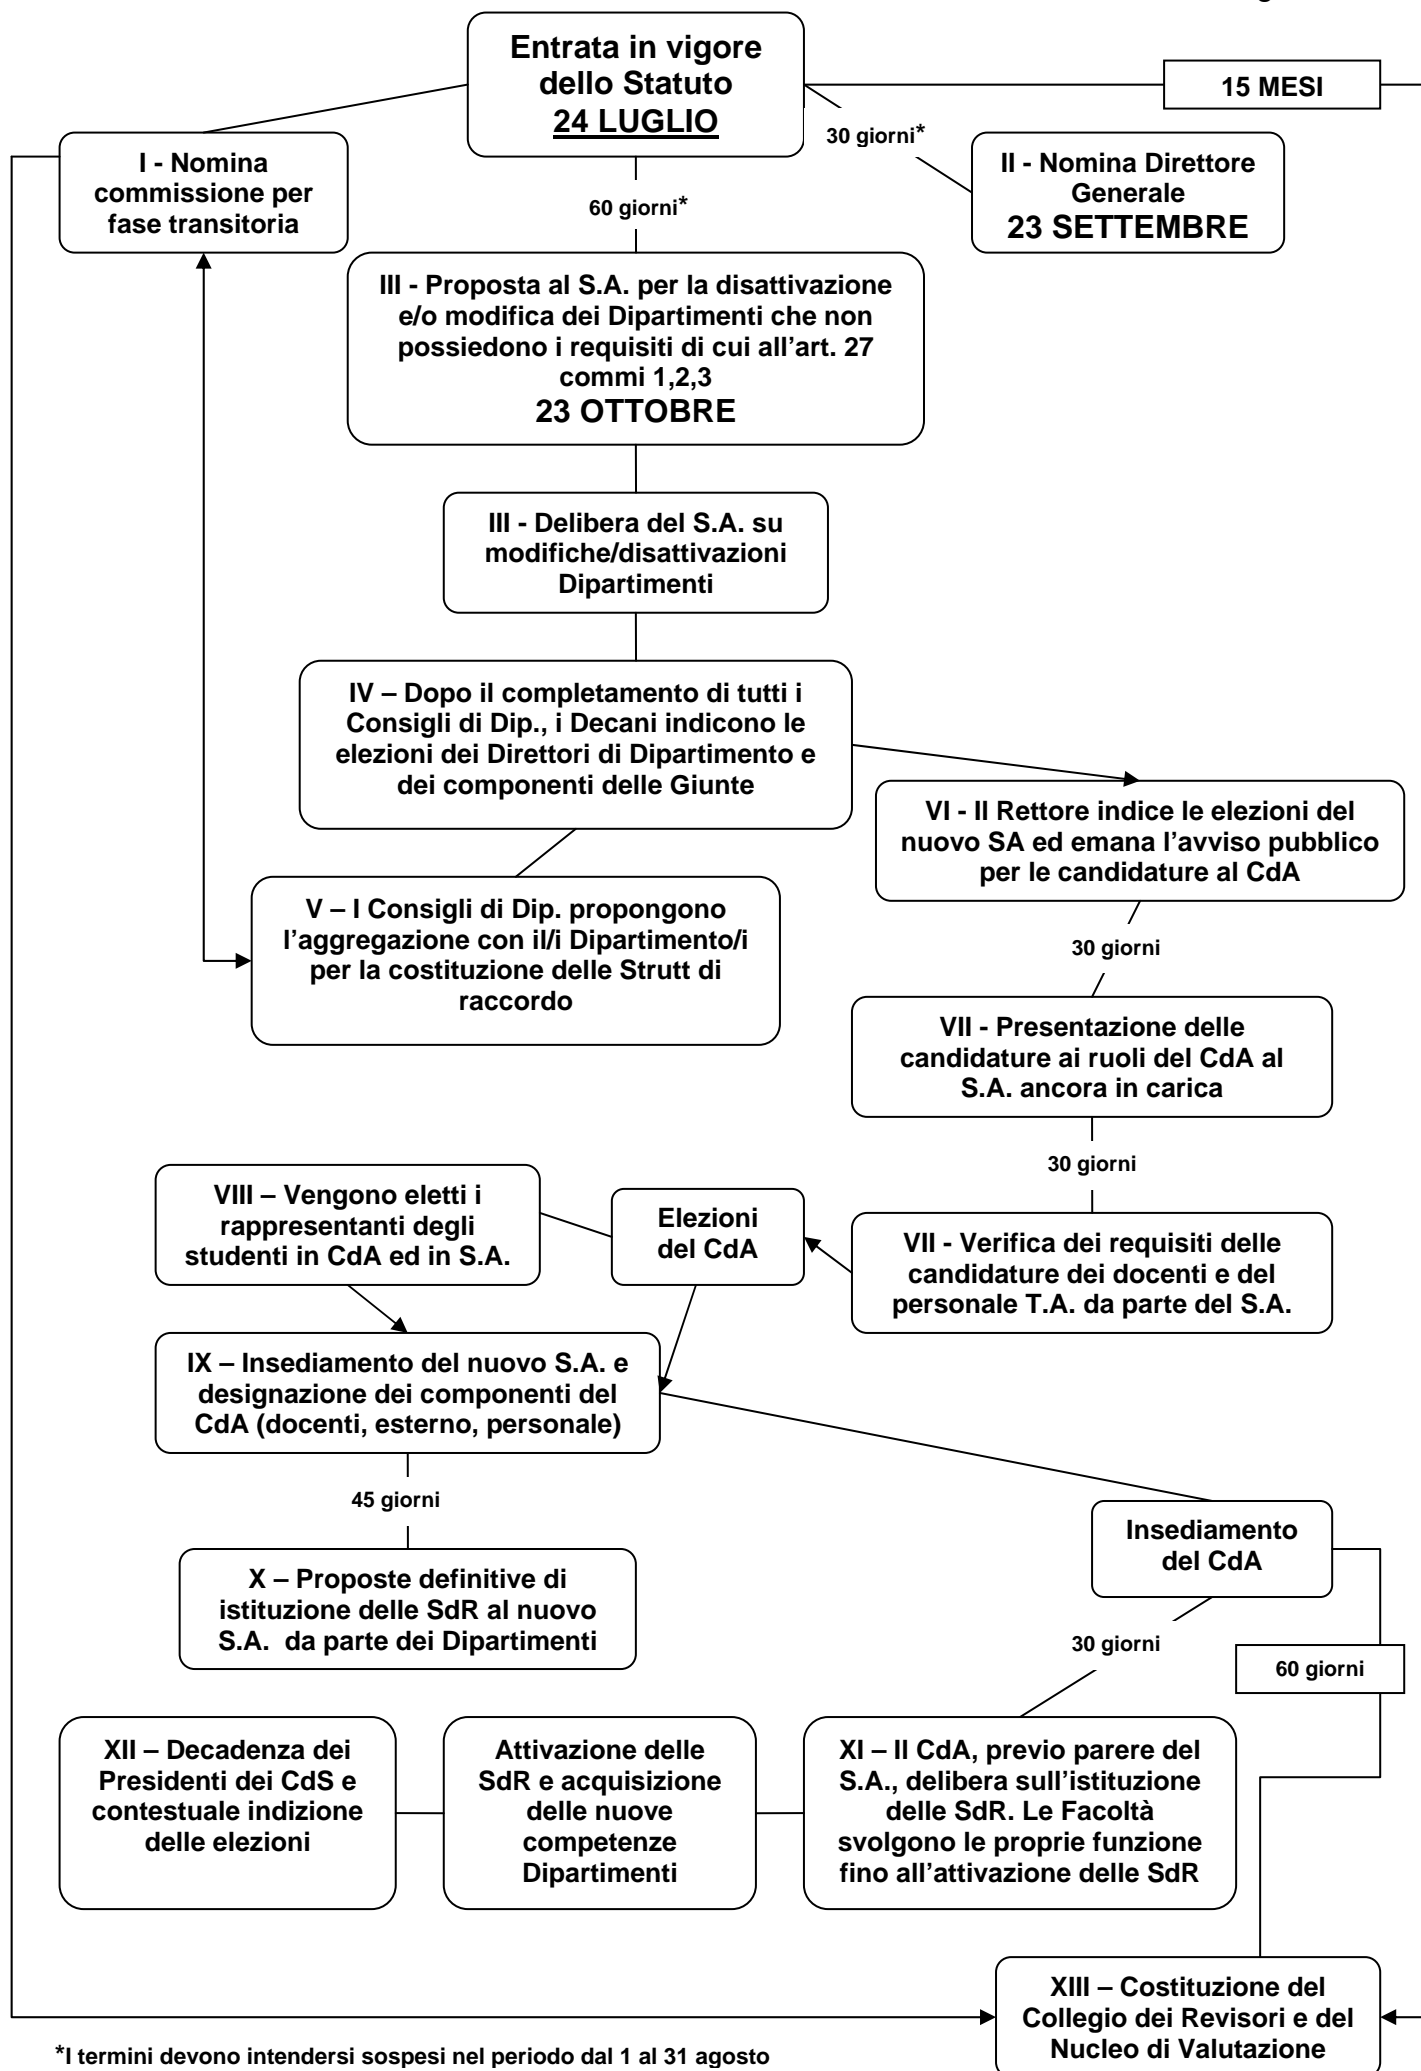 Entrata in vigore
dello Statuto
24 LUGLIO
15 MESI
30 giorni*
I - Nomina
commissione per
fase transitoria
II - Nomina Direttore
Generale
23 SETTEMBRE
60 giorni*
III - Proposta al S.A. per la disattivazione
e/o modifica dei Dipartimenti che non
possiedono i requisiti di cui all'art. 27
commi 1,2,3
23 OTTOBRE
III - Delibera del S.A. su
modifiche/disattivazioni
Dipartimenti
IV – Dopo il completamento di tutti i
Consigli di Dip., i Decani indicono le
elezioni dei Direttori di Dipartimento e
dei componenti delle Giunte
VI - Il Rettore indice le elezioni del
nuovo SA ed emana l'avviso pubblico
per le candidature al CdA
V – I Consigli di Dip. propongono
l'aggregazione con il/i Dipartimento/i
per la costituzione delle Strutt di
raccordo
30 giorni
VII - Presentazione delle
candidature ai ruoli del CdA al
S.A. ancora in carica
30 giorni
VIII – Vengono eletti i
rappresentanti degli
studenti in CdA ed in S.A.
Elezioni
del CdA
VII - Verifica dei requisiti delle
candidature dei docenti e del
personale T.A. da parte del S.A.
IX – Insediamento del nuovo S.A. e
designazione dei componenti del
CdA (docenti, esterno, personale)
45 giorni
Insediamento
del CdA
X – Proposte definitive di
istituzione delle SdR al nuovo
S.A. da parte dei Dipartimenti
30 giorni
60 giorni
XII – Decadenza dei
Presidenti dei CdS e
contestuale indizione
delle elezioni
Attivazione delle
SdR e acquisizione
delle nuove
competenze
Dipartimenti
XI – Il CdA, previo parere del
S.A., delibera sull'istituzione
delle SdR. Le Facoltà
svolgono le proprie funzione
fino all'attivazione delle SdR
XIII – Costituzione del
Collegio dei Revisori e del
Nucleo di Valutazione
*I termini devono intendersi sospesi nel periodo dal 1 al 31 agosto